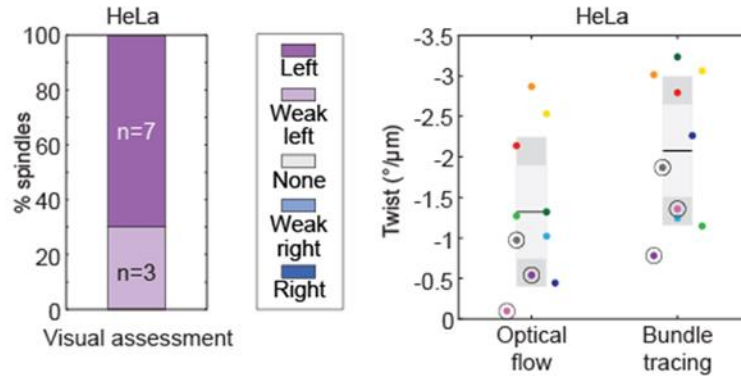 HeLa
100
80
60
40
20
0
% spindles
n=7
n=3
Visual assessment
Left
Weak
left
None
Weak
right
Right
HeLa
-3.5
-3
-2.5
-2
-1.5
-1
-0.5
0
Twist (°/μm)
Optical
flow
Bundle
tracing